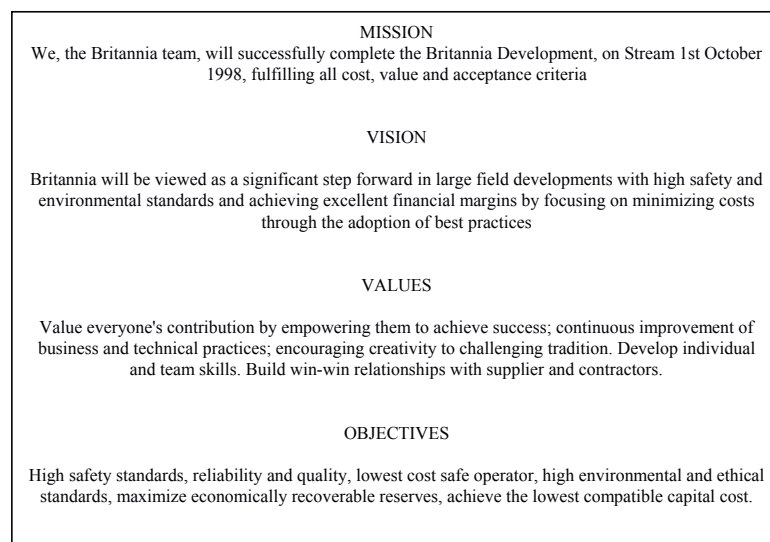 MISSION
We, the Britannia team, will successfully complete the Britannia Development, on Stream 1st October
1998, fulfilling all cost, value and acceptance criteria
VISION
Britannia will be viewed as a significant step forward in large field developments with high safety and
environmental standards and achieving excellent financial margins by focusing on minimizing costs
through the adoption of best practices
VALUES
Value everyone's contribution by empowering them to achieve success; continuous improvement of
business and technical practices; encouraging creativity to challenging tradition. Develop individual
and team skills. Build win-win relationships with supplier and contractors.
OBJECTIVES
High safety standards, reliability and quality, lowest cost safe operator, high environmental and ethical
standards, maximize economically recoverable reserves, achieve the lowest compatible capital cost.